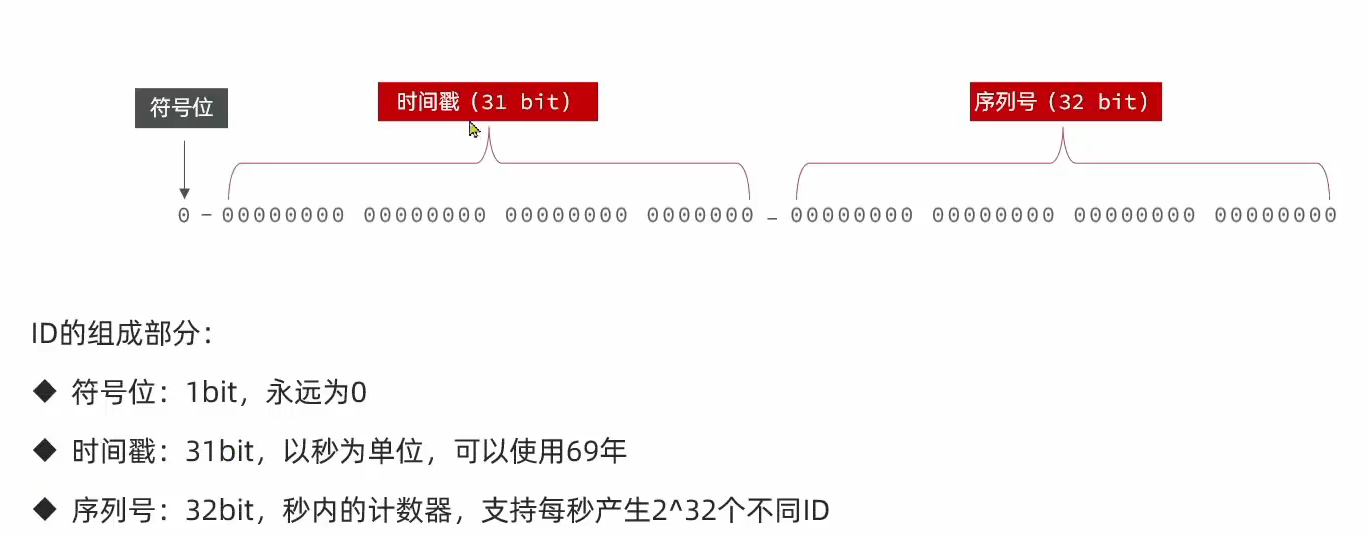 符号位 时间戳（31 bit） 序列号（32 bit）
0 – 00000000 00000000 00000000 0000000 – 00000000 00000000 00000000 00000000
ID的组成部分：
◆ 符号位：1bit，永远为0
◆ 时间戳：31bit，以秒为单位，可以使用69年
◆ 序列号：32bit，秒内的计数器，支持每秒产生2^32个不同ID